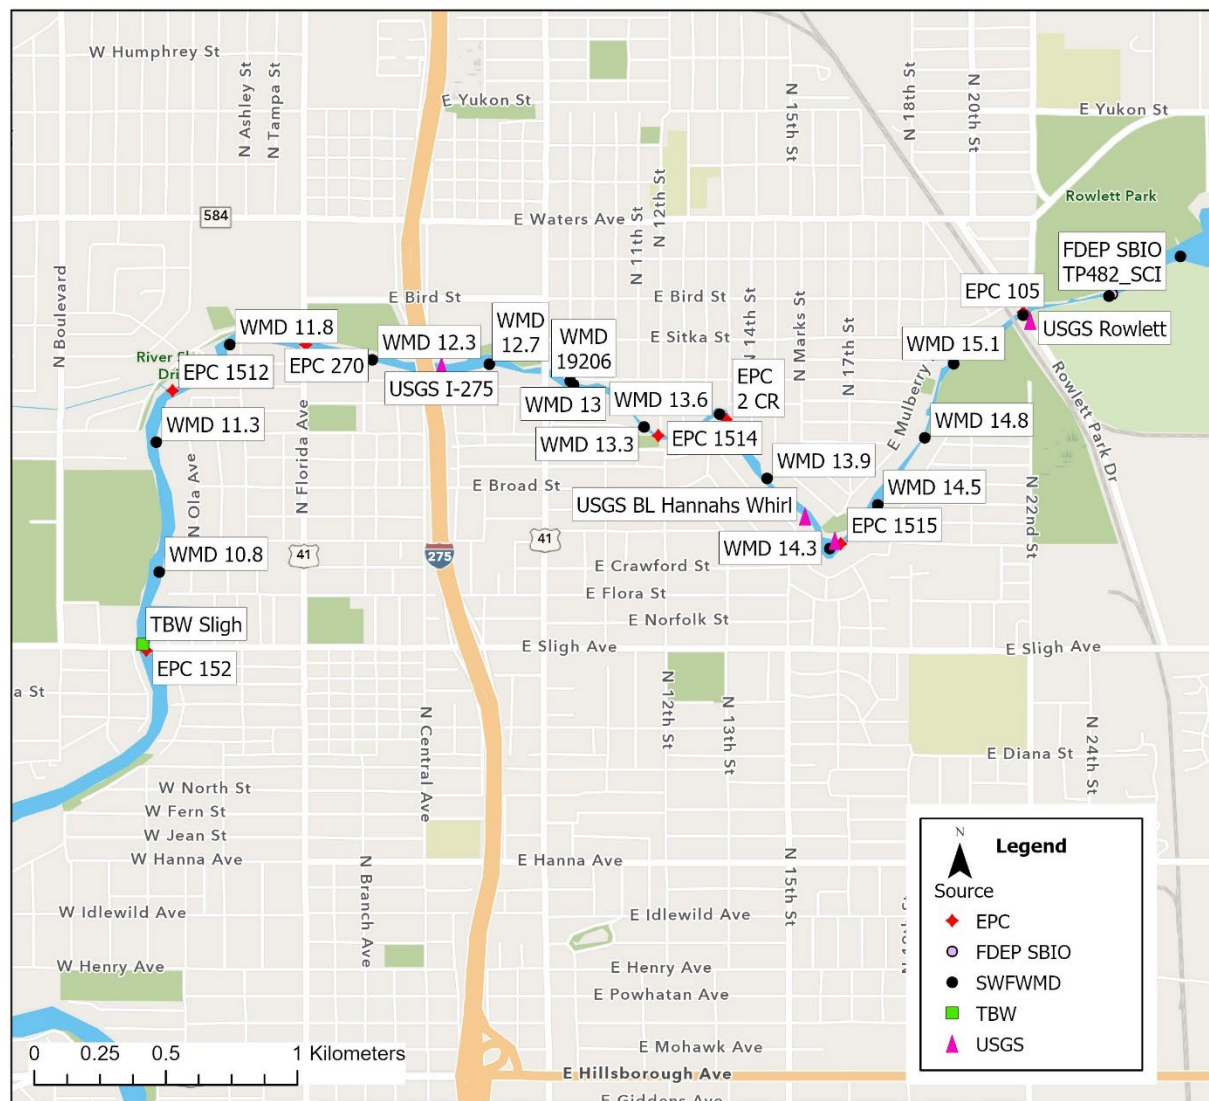 W Humphrey St
N Ashley St
N Tampa St
E Yukon St
N 15th St
N 18th St
N 20th St
E Yukon St
Rowlett Park
584
E Waters Ave
N 11th St
N 12th St
N Boulevard
E Bird St
E Bird St
E Sitka St
N 14th St
N Marks St
N 17th St
FDEP SBIO
TP482_SCI
EPC 105
USGS Rowlett
WMD 11.8
WMD 12.3
WMD
12.7
WMD
19206
EPC 270
USGS I-275
River
EPC 1512
WMD 11.3
WMD 13
WMD 13.6
EPC
2 CR
WMD 13.3
EPC 1514
WMD 15.1
E Mulberry
WMD 14.8
Rowlett Park Dr
WMD 13.9
WMD 14.5
N Ola Ave
N Florida Ave
E Broad St
USGS BL Hannahs Whirl
EPC 1515
WMD 14.3
N 22nd St
WMD 10.8
41
275
41
E Crawford St
E Flora St
E Norfolk St
TBW Sligh
EPC 152
E Sligh Ave
E Sligh Ave
a St
N Central Ave
N 12th St
N 13th St
N 24th St
E Diana St
W North St
W Fern St
W Jean St
W Hanna Ave
N Branch Ave
E Hanna Ave
N 15th St
W Idlewild Ave
E Idlewild Ave
W Henry Ave
E Henry Ave
E Powhatan Ave
E Mohawk Ave
E Hillsborough Ave
E Giddens Ave
0 0.25 0.5 1 Kilometers
N
Legend
Source
EPC
FDEP SBIO
SWFWMD
TBW
USGS